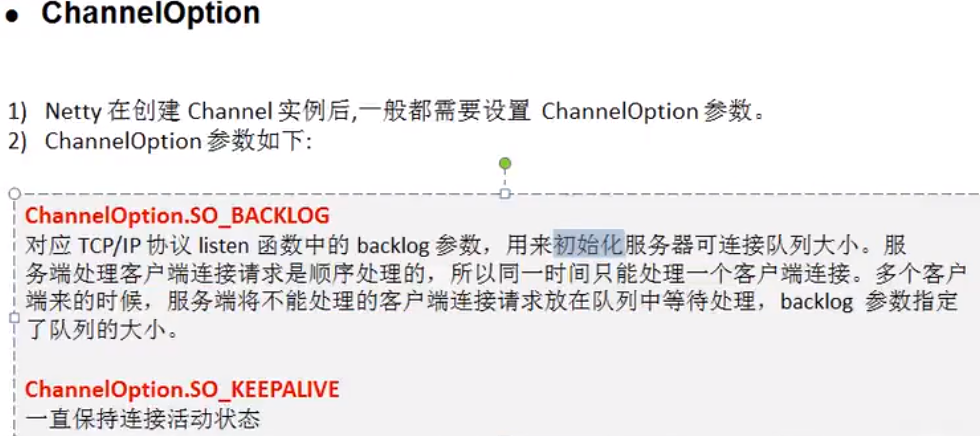 ● ChannelOption
1) Netty 在创建 Channel 实例后,一般都需要设置 ChannelOption 参数。
2) ChannelOption 参数如下:
ChannelOption.SO_BACKLOG
对应 TCP/IP 协议 listen 函数中的 backlog 参数，用来初始化服务器可连接队列大小。服
务端处理客户端连接请求是顺序处理的，所以同一时间只能处理一个客户端连接。多个客户
端来的时候，服务端将不能处理的客户端连接请求放在队列中等待处理，backlog 参数指定
了队列的大小。
ChannelOption.SO_KEEPALIVE
一直保持连接活动状态